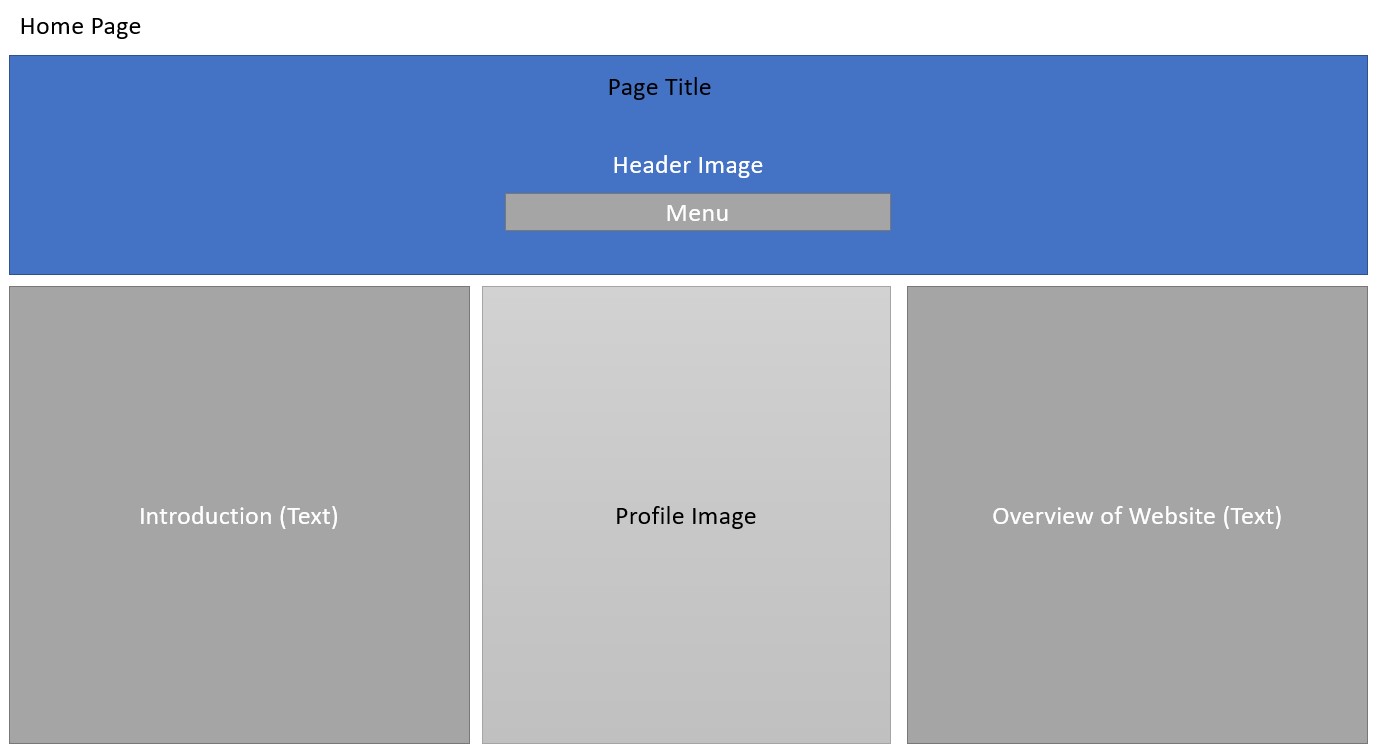 Home Page
Page Title
Header Image
Menu
Introduction (Text)
Profile Image
Overview of Website (Text)